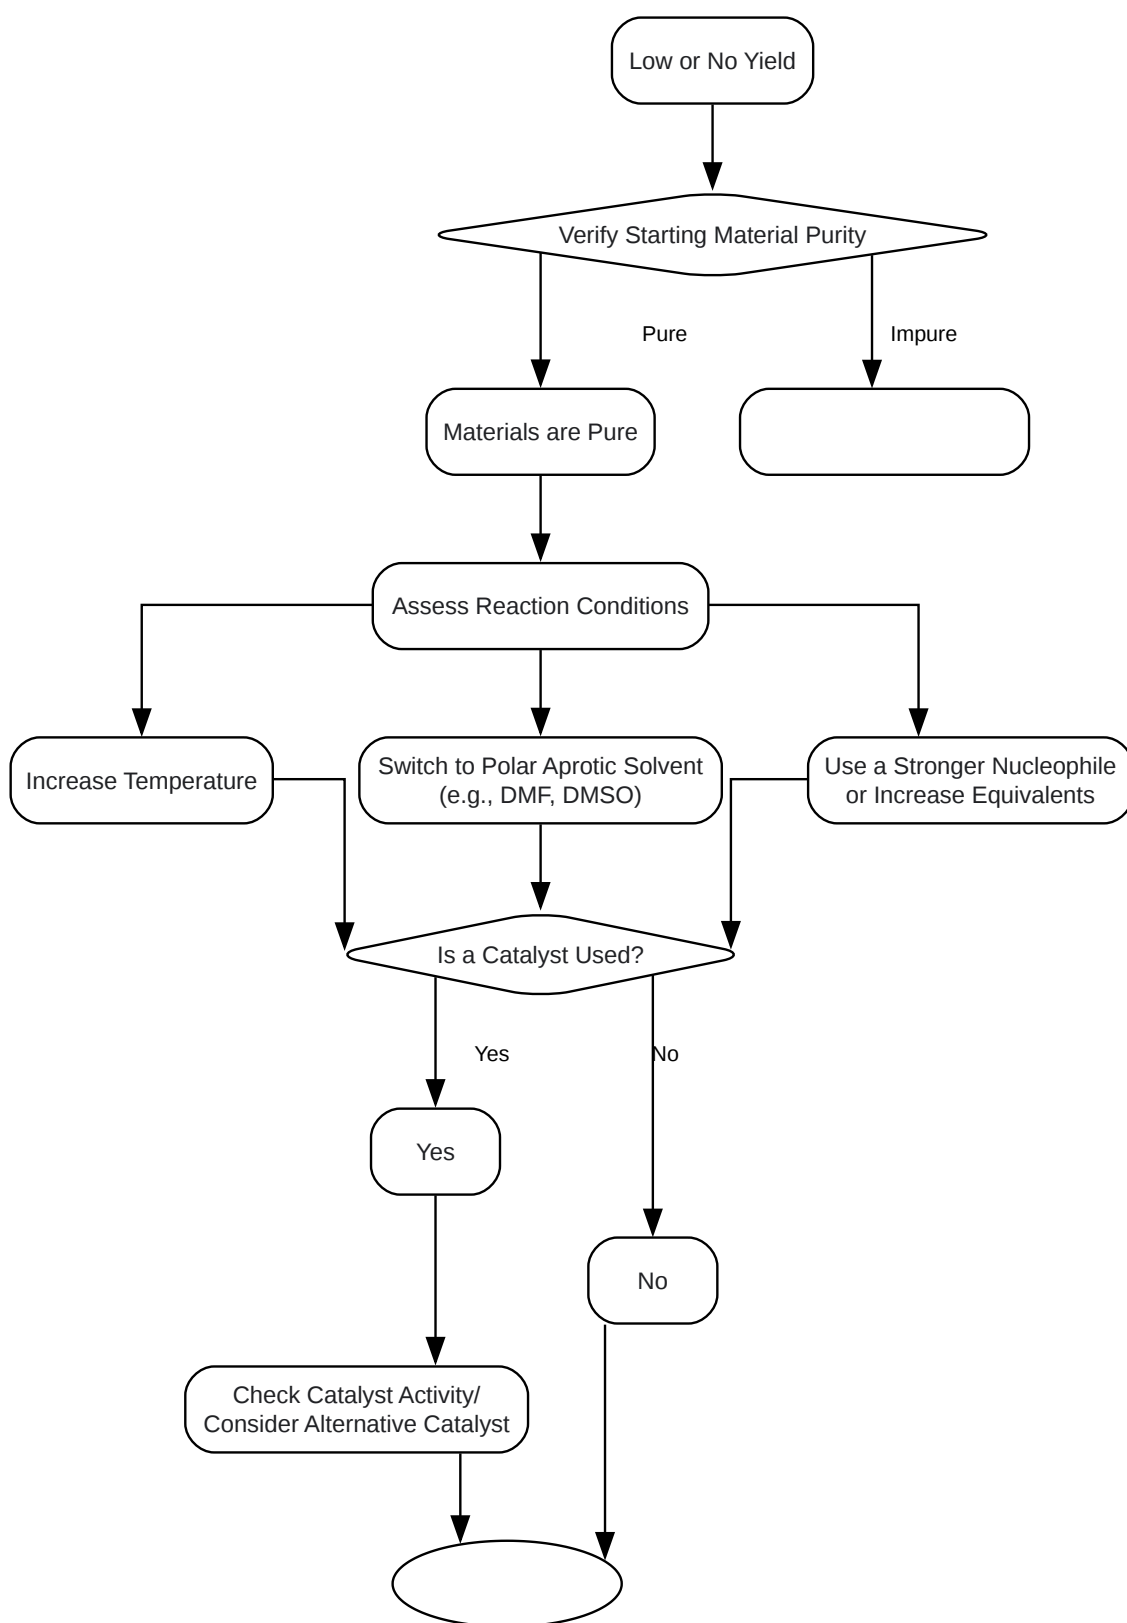 Low or No Yield
Verify Starting Material Purity
Pure
Impure
Materials are Pure
Assess Reaction Conditions
Increase Temperature
Switch to Polar Aprotic Solvent
(e.g., DMF, DMSO)
Use a Stronger Nucleophile
or Increase Equivalents
Is a Catalyst Used?
Yes
No
Yes
No
Check Catalyst Activity/
Consider Alternative Catalyst